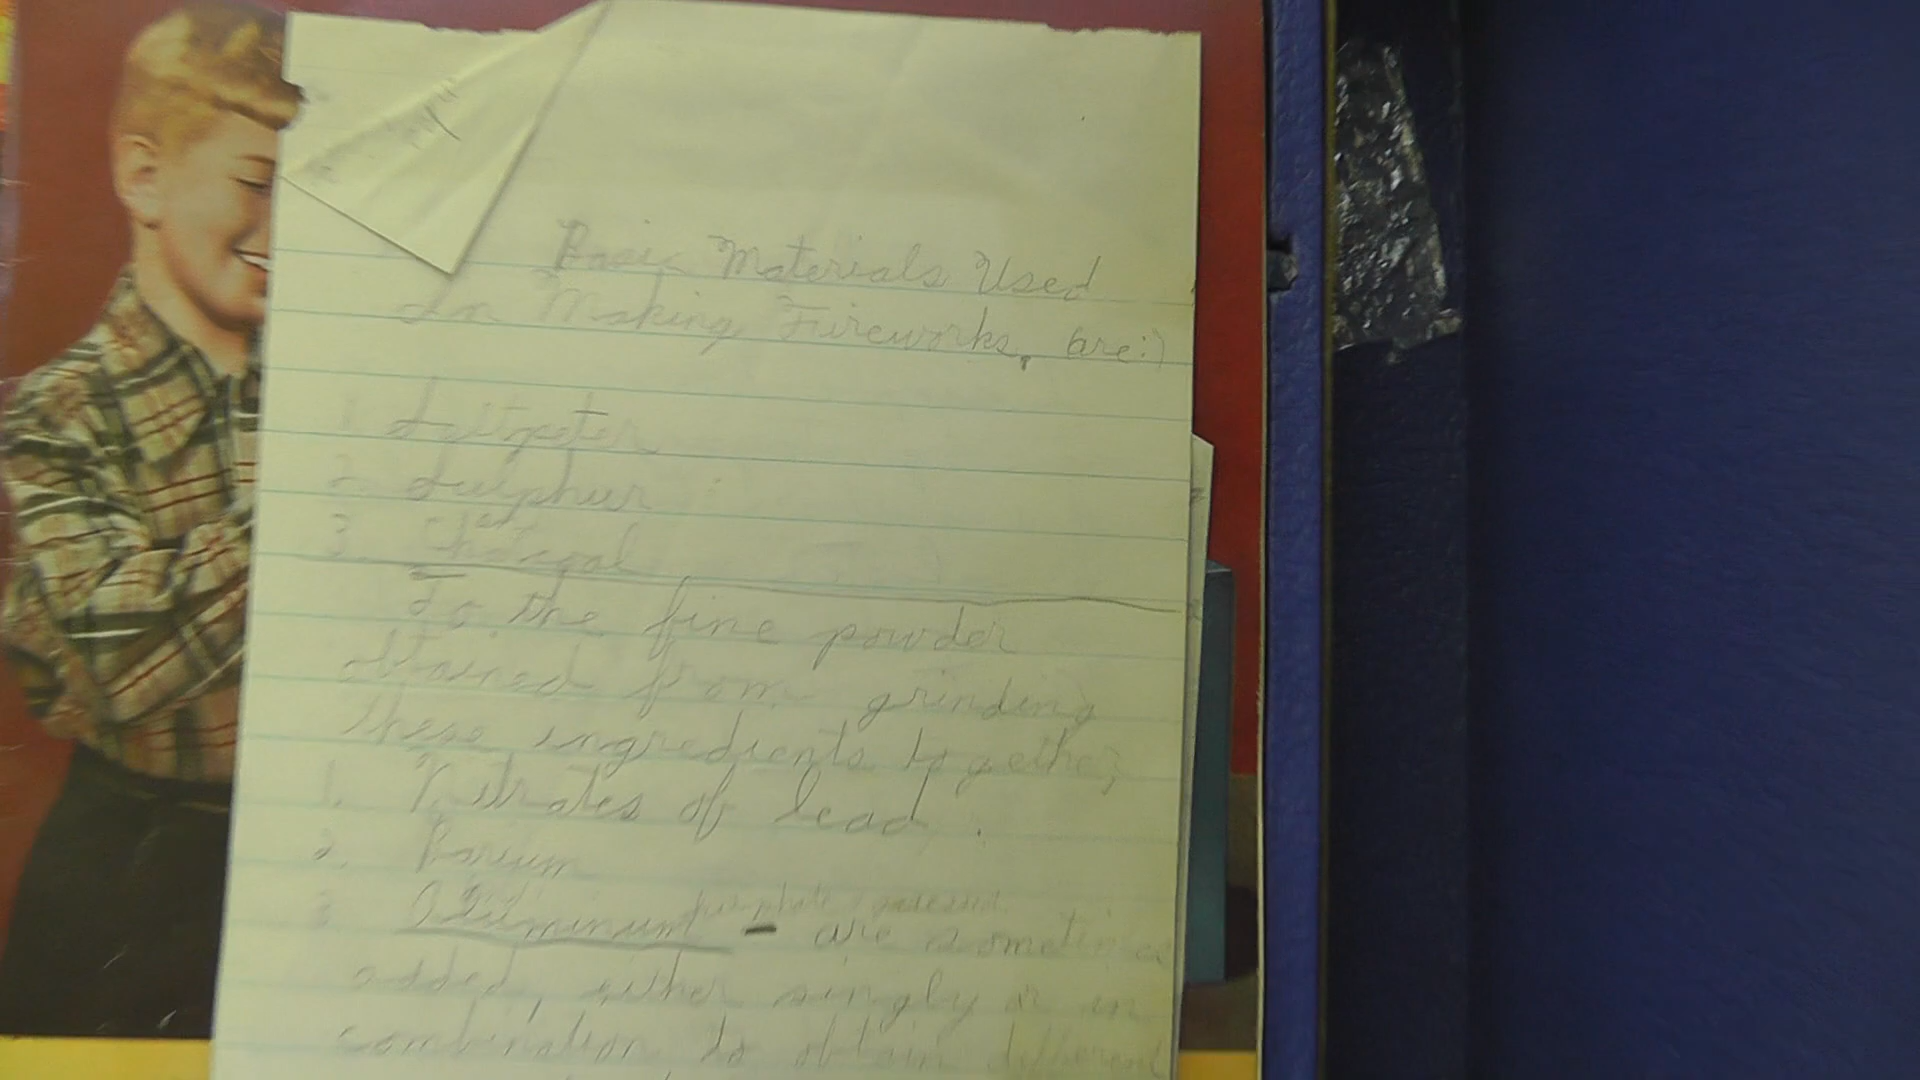 Basic Materials Used
In Making Fireworks, are:)
1. Saltpeter
2. Sulphur
3. Charcoal
To the fine powder
obtained from grinding
these ingredients together,
1. Nitrates of lead.
2. Barium
3. Aluminum - are sometimes
added, either singly or in
combination to obtain different